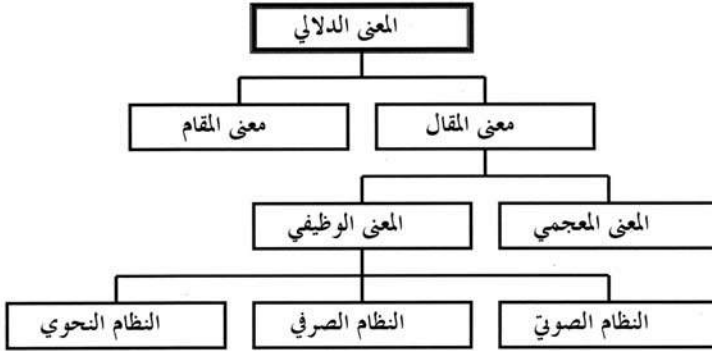 المعنى الدلالي
معنى المقال
معنى المقام
المعنى المعجمي
المعنى الوظيفي
النظام الصوتي
النظام الصرفي
النظام النحوي